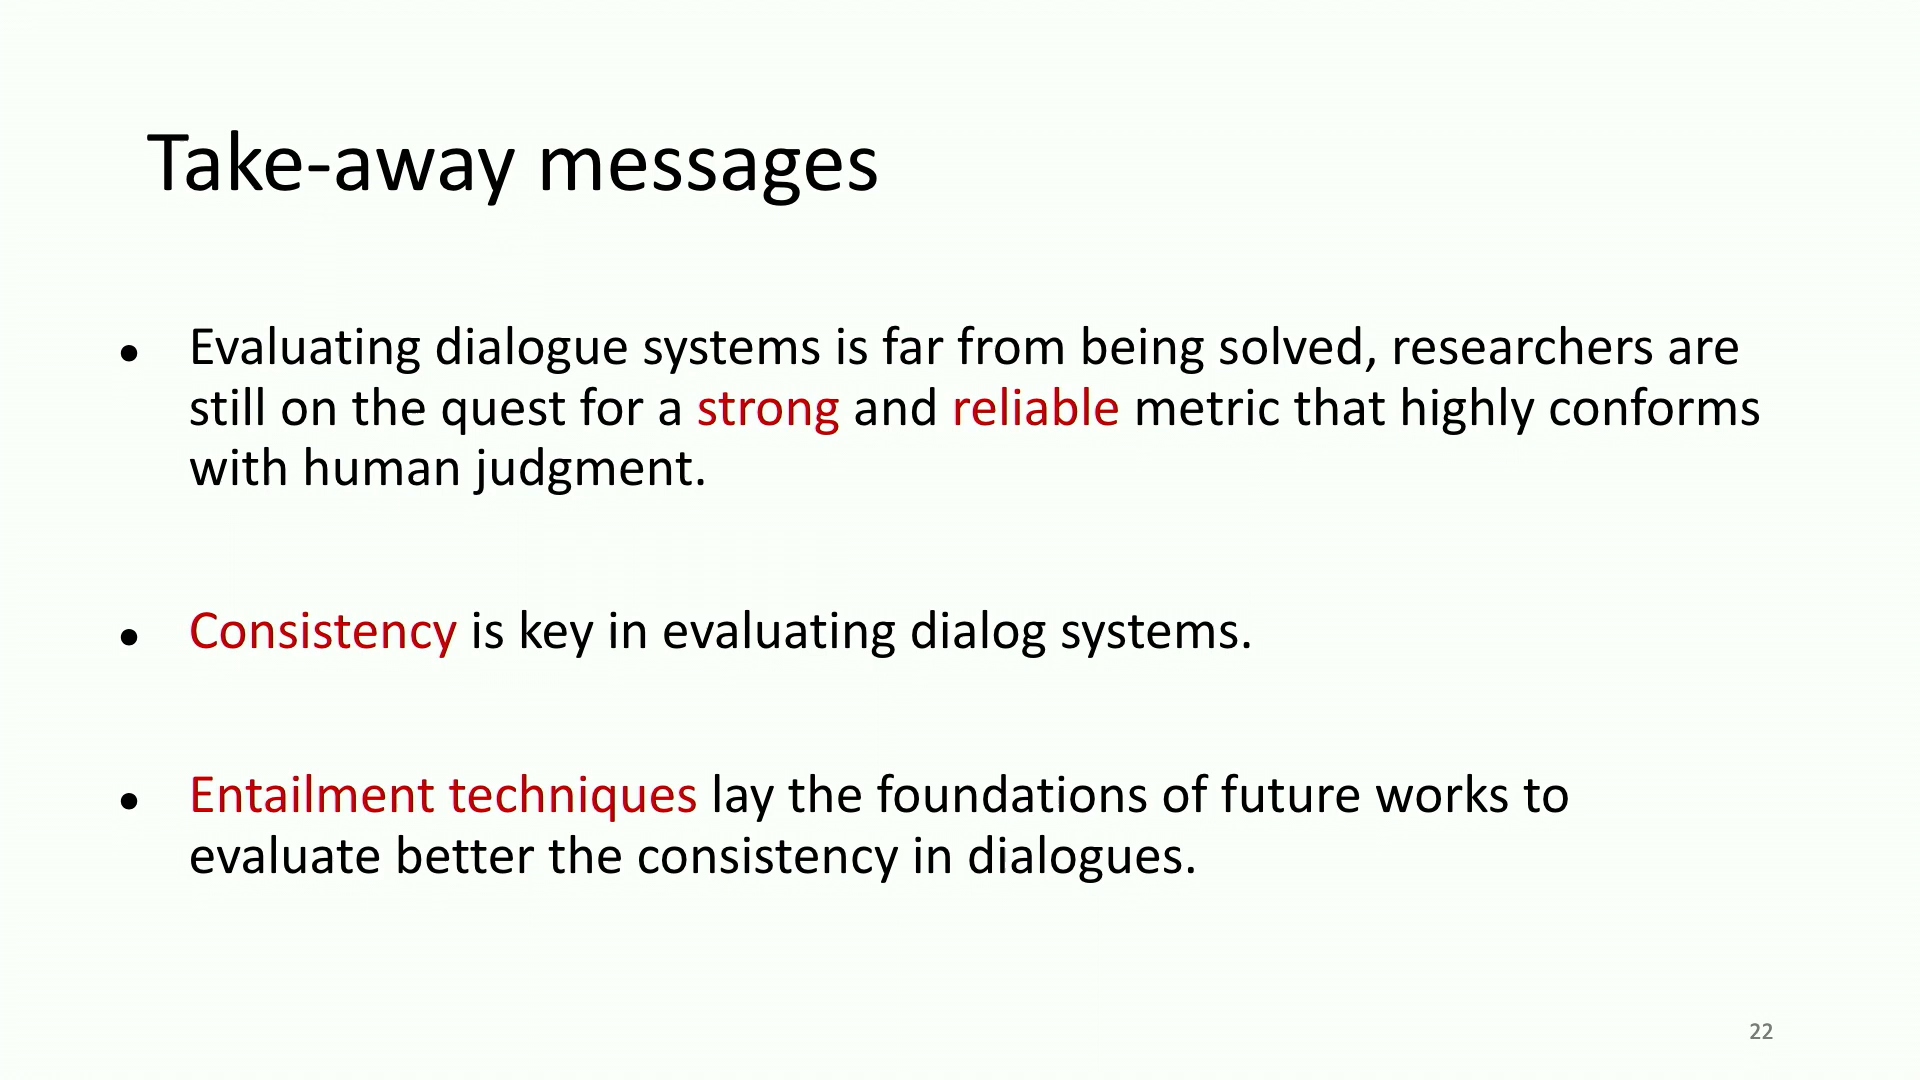 Take-away messages
● Evaluating dialogue systems is far from being solved, researchers are
still on the quest for a strong and reliable metric that highly conforms
with human judgment.
● Consistency is key in evaluating dialog systems.
● Entailment techniques lay the foundations of future works to
evaluate better the consistency in dialogues.
22